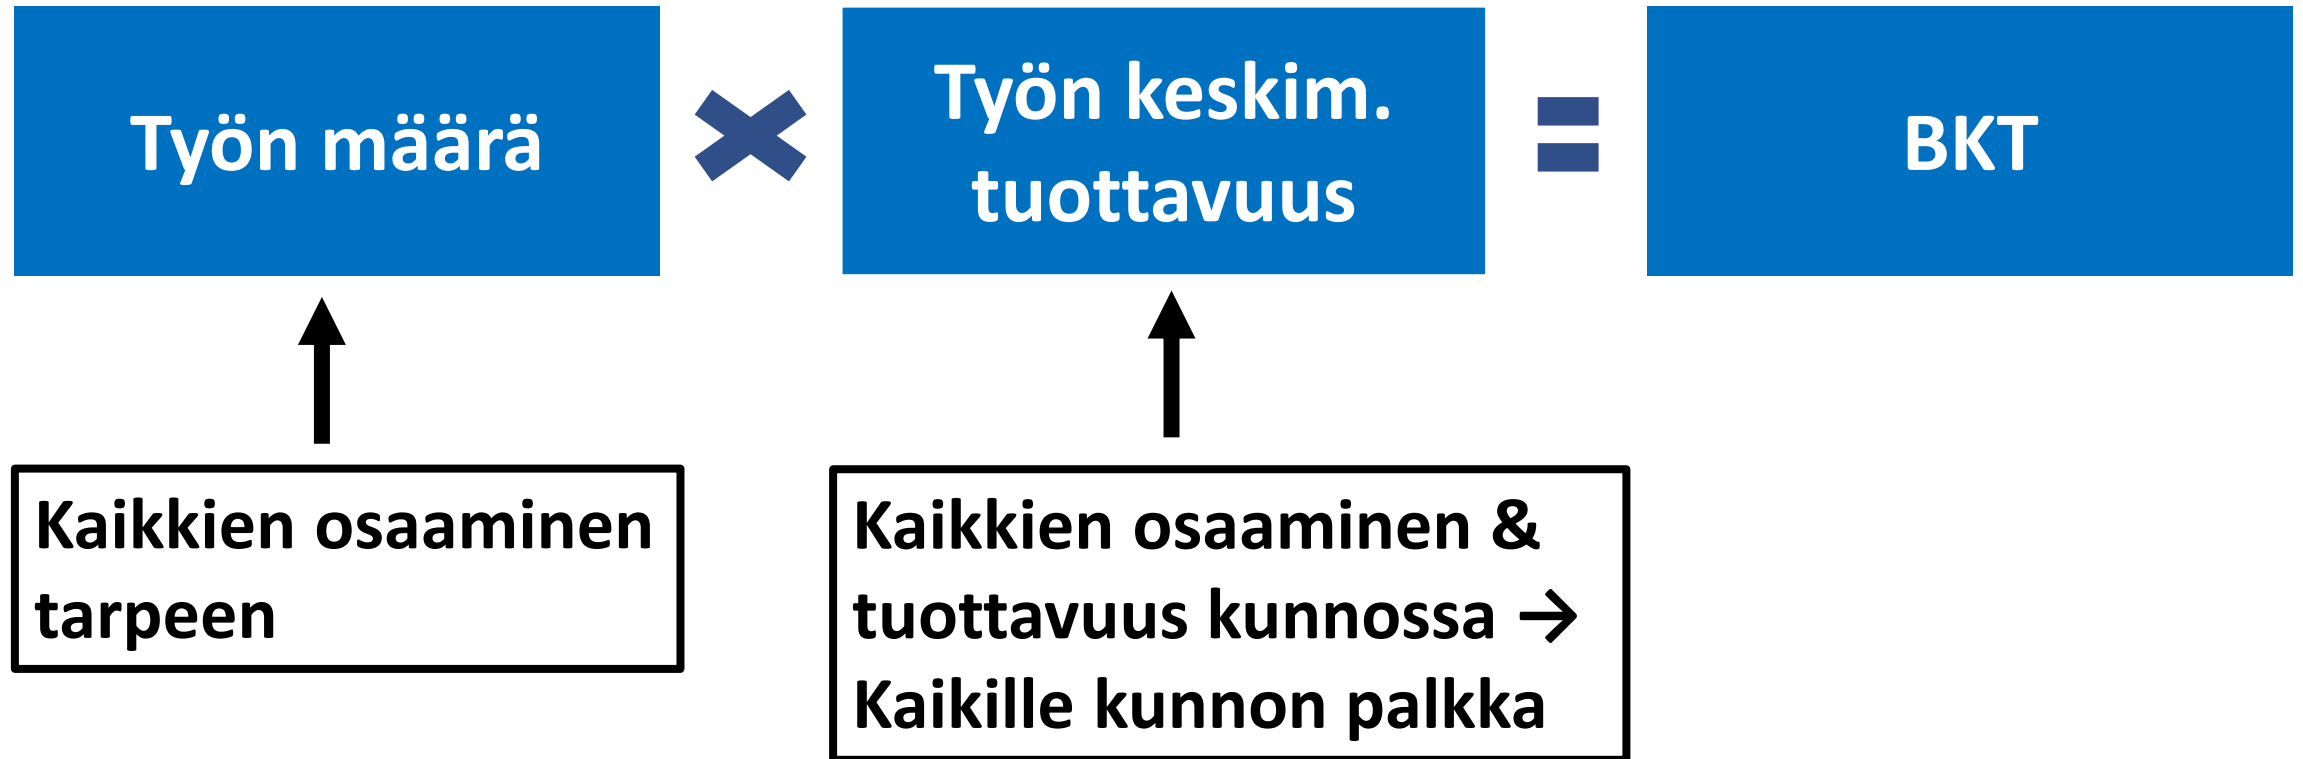 Työn määrä
Työn keskim.
tuottavuus
BKT
Kaikkien osaaminen
tarpeen
Kaikkien osaaminen &
tuottavuus kunnossa →
Kaikille kunnon palkka